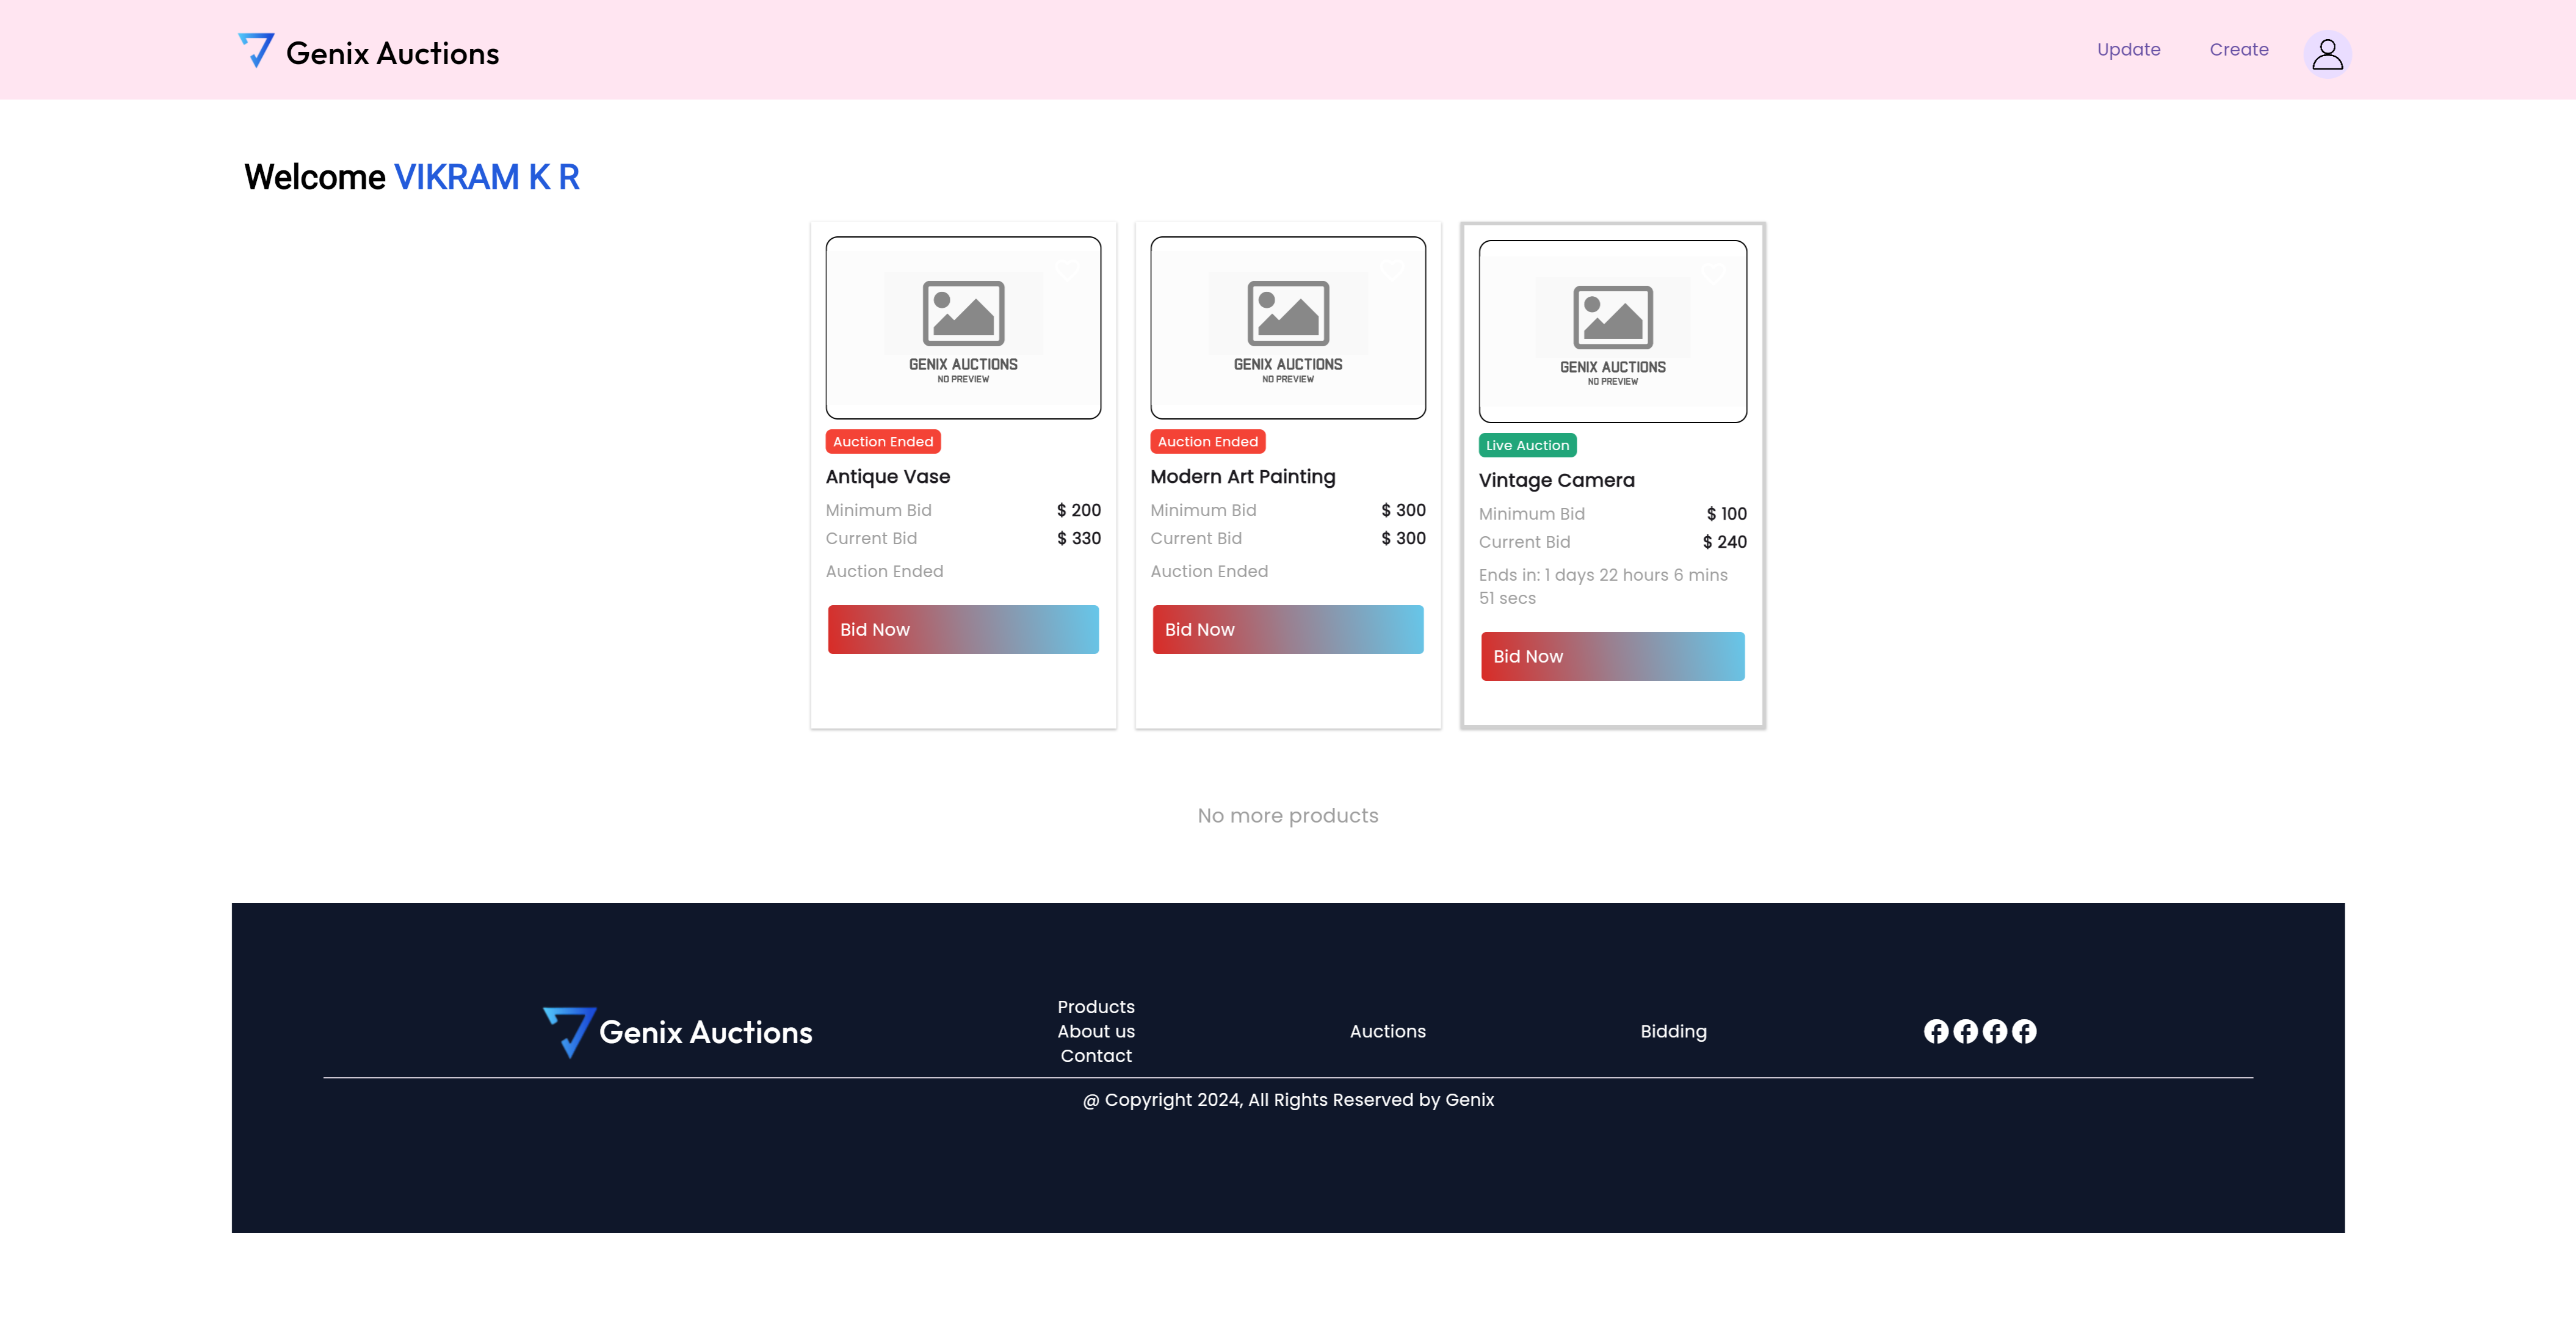 Genix Auctions
Update
Create
Welcome VIKRAM K R
GENIX AUCTIONS
NO PREVIEW
Auction Ended
Antique Vase
Minimum Bid $ 200
Current Bid $ 330
Auction Ended
Bid Now
GENIX AUCTIONS
NO PREVIEW
Auction Ended
Modern Art Painting
Minimum Bid $ 300
Current Bid $ 300
Auction Ended
Bid Now
GENIX AUCTIONS
NO PREVIEW
Live Auction
Vintage Camera
Minimum Bid $ 100
Current Bid $ 240
Ends in: 1 days 22 hours 6 mins
51 secs
Bid Now
No more products
Genix Auctions
Products
About us
Contact
Auctions
Bidding
@ Copyright 2024, All Rights Reserved by Genix